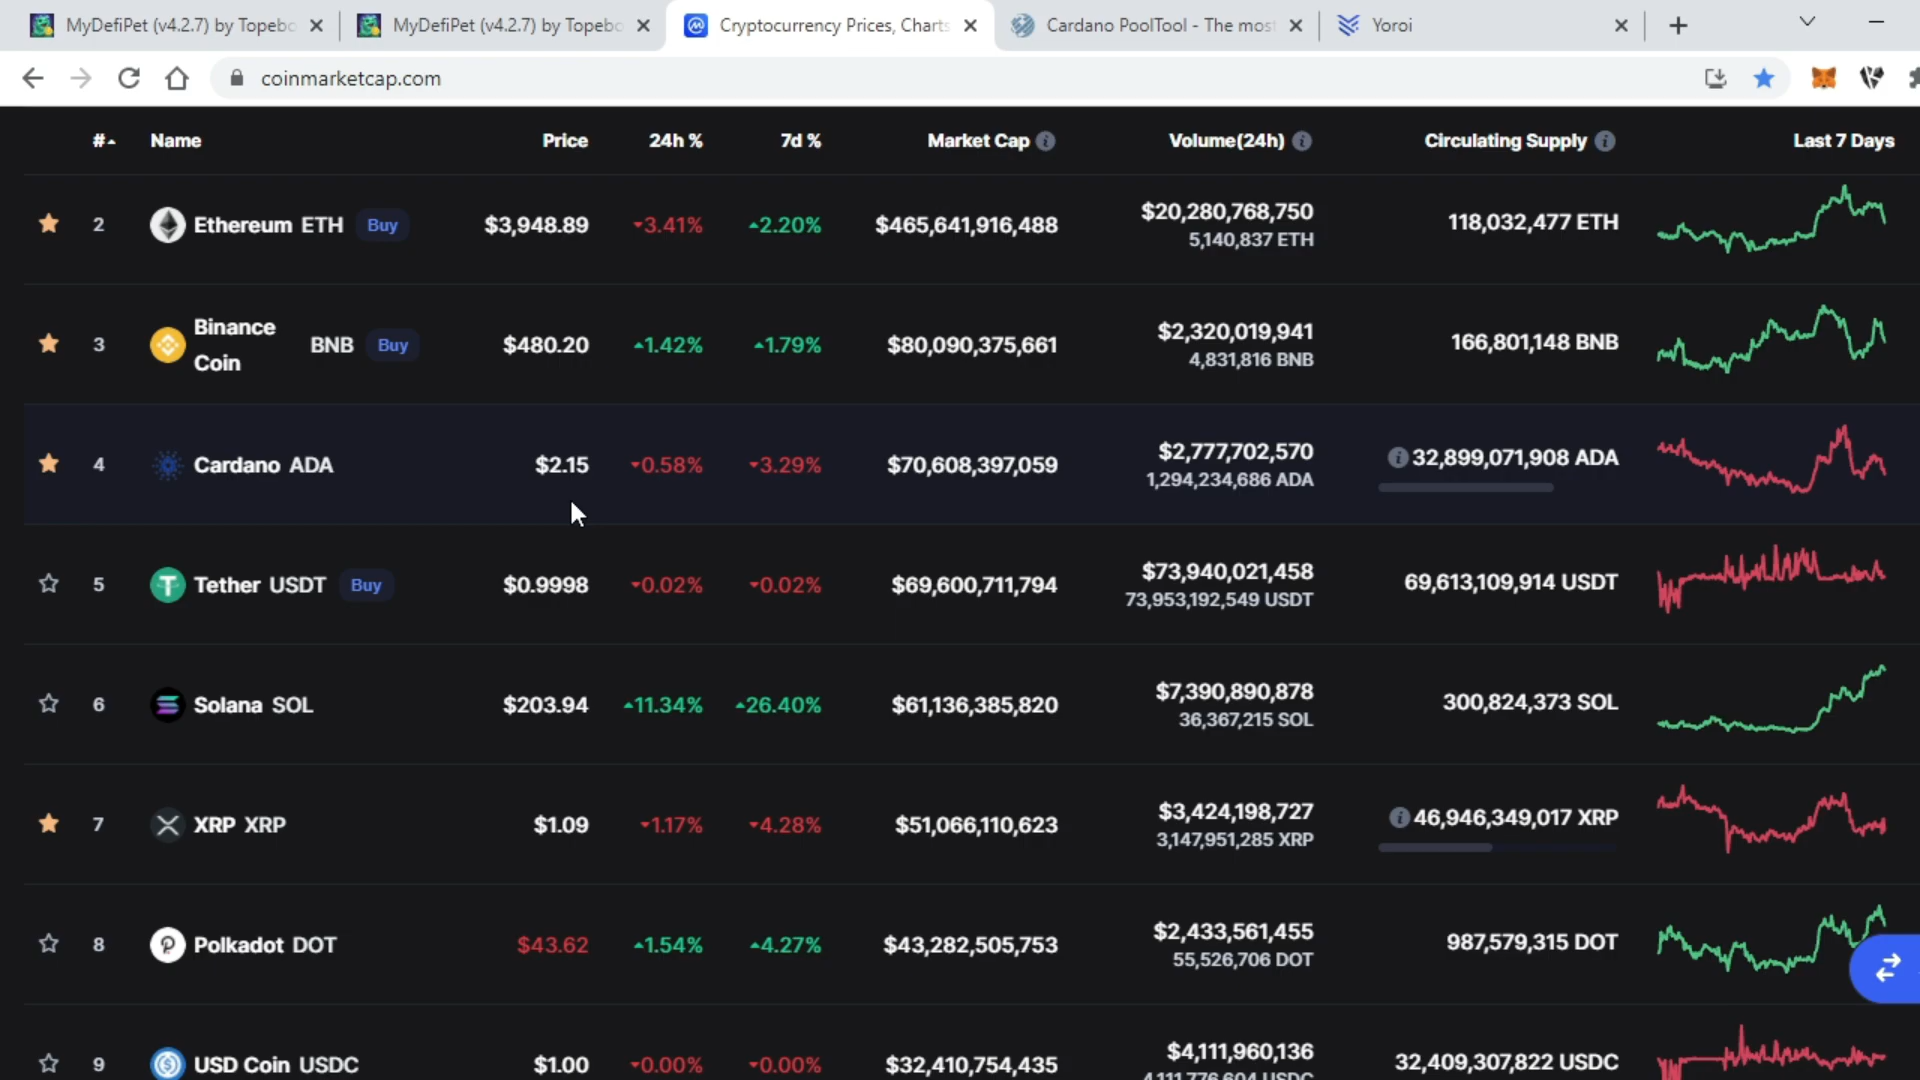 MyDefiPet (v4.2.7) by Topebo
MyDefiPet (v4.2.7) by Topebo
Cryptocurrency Prices, Charts
Cardano PoolTool - The most
Yoroi
coinmarketcap.com
# Name Price 24h % 7d % Market Cap Volume(24h) Circulating Supply Last 7 Days
2 Ethereum ETH Buy $3,948.89 3.41% 2.20% $465,641,916,488 $20,280,768,750 118,032,477 ETH
5,140,837 ETH
3 Binance Coin BNB Buy $480.20 1.42% 1.79% $80,090,375,661 $2,320,019,941 166,801,148 BNB
4,831,816 BNB
4 Cardano ADA $2.15 0.58% 3.29% $70,608,397,059 $2,777,702,570 32,899,071,908 ADA
1,294,234,686 ADA
5 Tether USDT Buy $0.9998 0.02% 0.02% $69,600,711,794 $73,940,021,458 69,613,109,914 USDT
73,953,192,549 USDT
6 Solana SOL $203.94 11.34% 26.40% $61,136,385,820 $7,390,890,878 300,824,373 SOL
36,367,215 SOL
7 XRP XRP $1.09 1.17% 4.28% $51,066,110,623 $3,424,198,727 46,946,349,017 XRP
3,147,951,285 XRP
8 Polkadot DOT $43.62 1.54% 4.27% $43,282,505,753 $2,433,561,455 987,579,315 DOT
55,526,706 DOT
9 USD Coin USDC $1.00 0.00% 0.00% $32,410,754,435 $4,111,960,136 32,409,307,822 USDC